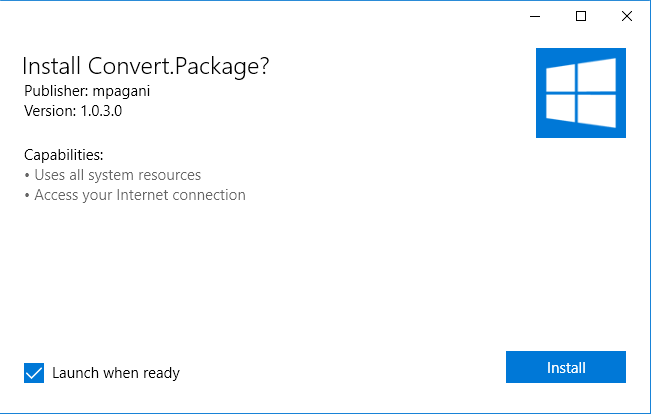 Install Convert.Package?
Publisher: mpagani
Version: 1.0.3.0
Capabilities:
• Uses all system resources
• Access your Internet connection
Launch when ready
Install